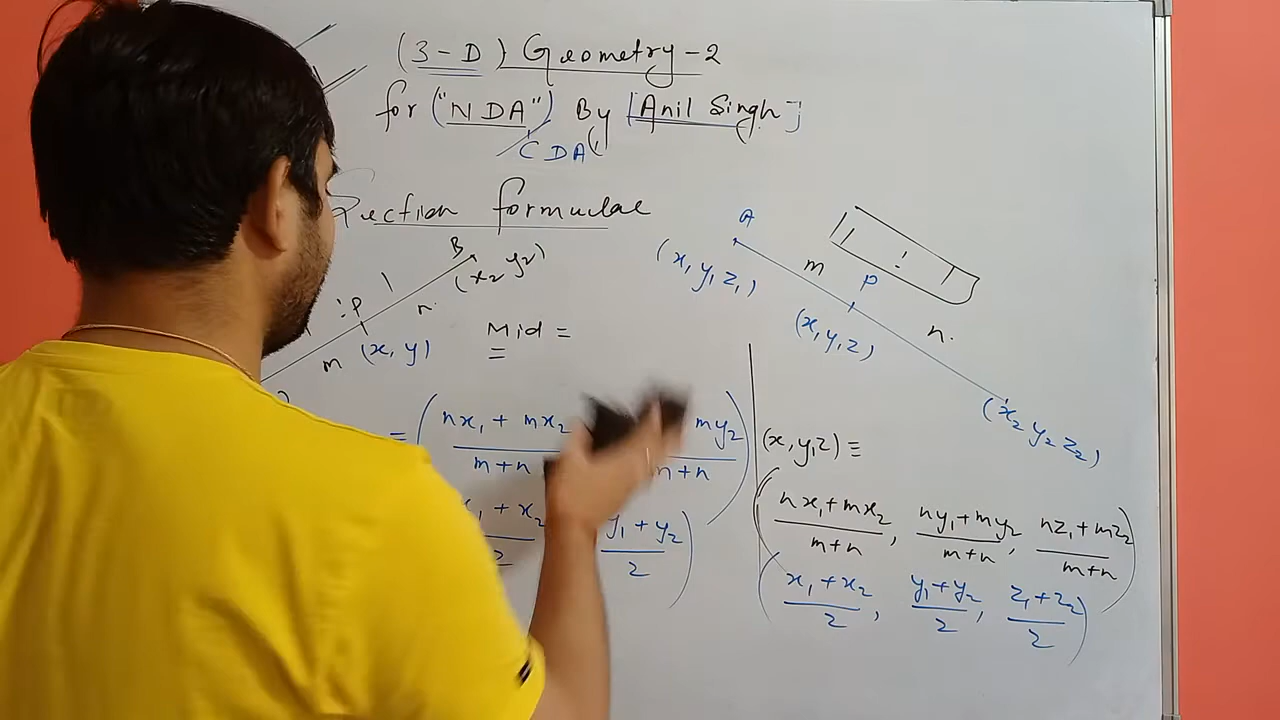 (3-D) Geometry-2
for ("NDA") By [Anil Singh]
CDA
Section formulae
B
(x₂ y₂)
P
n
m
(x, y)
Mid =
= (nx₁ + mx₂ / m+n my₂ / m+n)
x₁ + x₂ / 2 y₁ + y₂ / 2)
A
(x₁ y₁ z₁)
m
P
(x, y, z)
n.
(x₂ y₂ z₂)
(x, y, z) ≡
(nx₁+mx₂ / m+n, ny₁+my₂ / m+n, nz₁+mz₂ / m+n)
(x₁+x₂ / 2, y₁+y₂ / 2, z₁+z₂ / 2)